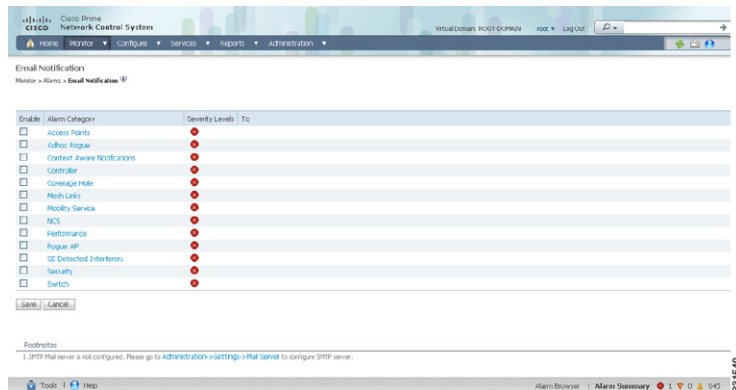 Cisco Prime
CISCO Network Control System
Virtual Domain: ROOT-DOMAIN root Log Out
Home Monitor Configure Services Reports Administration
Email Notification
Monitor > Alarms > Email Notification
Enable Alarm Category Severity Levels To
Access Points
Adhoc Rogue
Context Aware Notifications
Controller
Coverage Hole
Mesh Links
Mobility Service
NCS
Performance
Rogue AP
SE Detected Interferers
Security
Switch
Save Cancel
Footnotes
1.SMTP Mail server is not configured. Please go to Administration->Settings->Mail Server to configure SMTP server.
Tools | Help Alarm Browser | Alarm Summary 1 0 545
331540